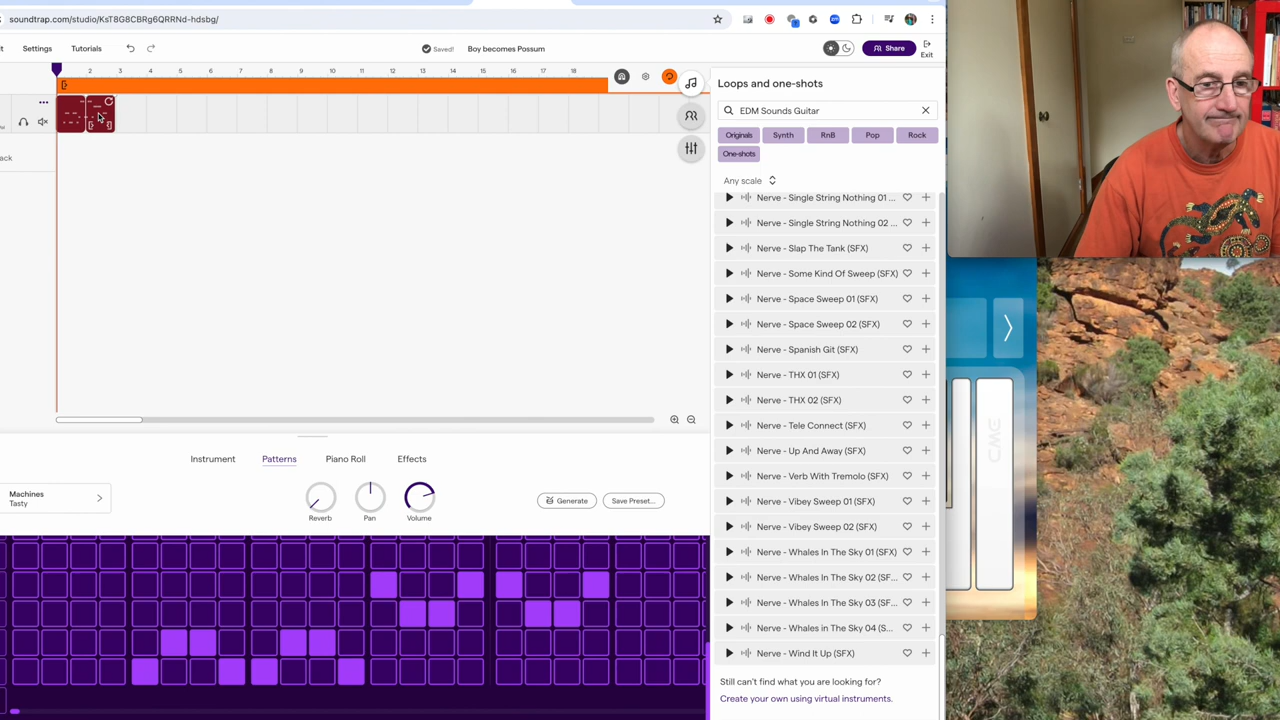 soundtrap.com/studio/KsT8G8CBRg6QRRNd-hdsbg/
Settings
Tutorials
Saved!
Boy becomes Possum
Share
Exit
2 3 4 5 6 7 8 9 10 11 12 13 14 15 16 17 18
Loops and one-shots
EDM Sounds Guitar
Originals
Synth
RnB
Pop
Rock
One-shots
Any scale
Nerve - Single String Nothing 01 ...
Nerve - Single String Nothing 02 ...
Nerve - Slap The Tank (SFX)
Nerve - Some Kind Of Sweep (SFX)
Nerve - Space Sweep 01 (SFX)
Nerve - Space Sweep 02 (SFX)
Nerve - Spanish Git (SFX)
Nerve - THX 01 (SFX)
Nerve - THX 02 (SFX)
Nerve - Tele Connect (SFX)
Nerve - Up And Away (SFX)
Nerve - Verb With Tremolo (SFX)
Nerve - Vibey Sweep 01 (SFX)
Nerve - Vibey Sweep 02 (SFX)
Nerve - Whales In The Sky 01 (SFX)
Nerve - Whales In The Sky 02 (SF...
Nerve - Whales In The Sky 03 (SF...
Nerve - Whales in The Sky 04 (S...
Nerve - Wind It Up (SFX)
Still can't find what you are looking for?
Create your own using virtual instruments.
Instrument
Patterns
Piano Roll
Effects
Machines
Tasty
Reverb
Pan
Volume
Generate
Save Preset...
CME